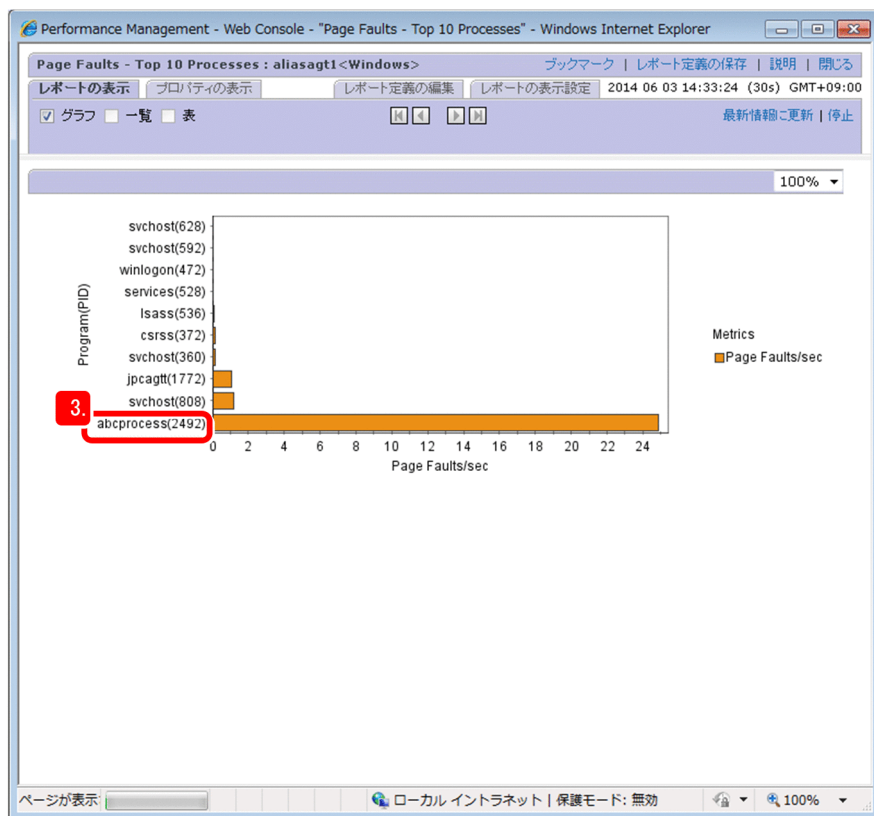 Performance Management - Web Console - "Page Faults - Top 10 Processes" - Windows Internet Explorer
Page Faults - Top 10 Processes : aliasagt1<Windows> ブックマーク | レポート定義の保存 | 説明 | 閉じる
レポートの表示 プロパティの表示 レポート定義の編集 レポートの表示設定 2014 06 03 14:33:24 (30s) GMT+09:00
グラフ 一覧 表 最新情報に更新 | 停止
100%
svchost(628)
svchost(592)
winlogon(472)
services(528)
lsass(536)
csrss(372)
svchost(360)
jpcagtt(1772)
svchost(808)
abcprocess(2492)
Program(PID)
3.
0 2 4 6 8 10 12 14 16 18 20 22 24
Page Faults/sec
Metrics
Page Faults/sec
ページが表示 ローカル イントラネット | 保護モード: 無効 100%